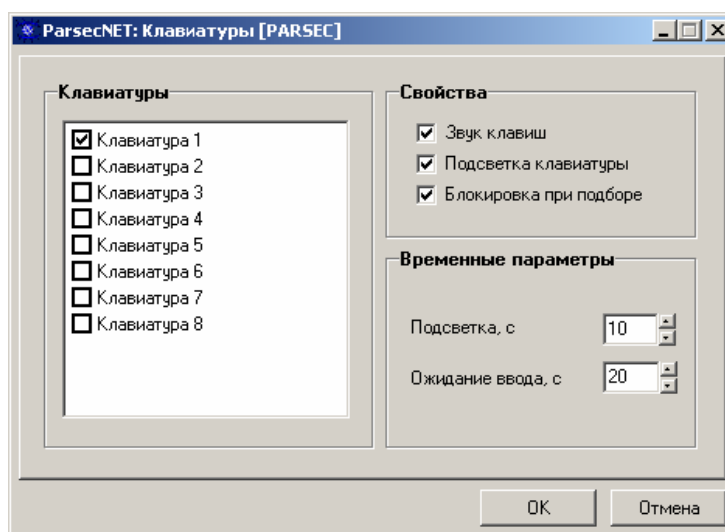 ParsecNET: Клавиатуры [PARSEC]
Клавиатуры
Клавиатура 1
Клавиатура 2
Клавиатура 3
Клавиатура 4
Клавиатура 5
Клавиатура 6
Клавиатура 7
Клавиатура 8
Свойства
Звук клавиш
Подсветка клавиатуры
Блокировка при подборе
Временные параметры
Подсветка, с 10
Ожидание ввода, с 20
OK Отмена